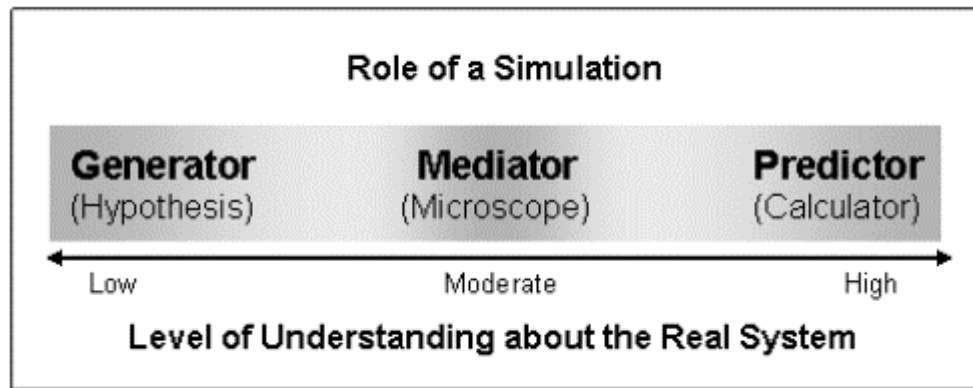 Role of a Simulation
Generator Mediator Predictor
(Hypothesis) (Microscope) (Calculator)
Low Moderate High
Level of Understanding about the Real System